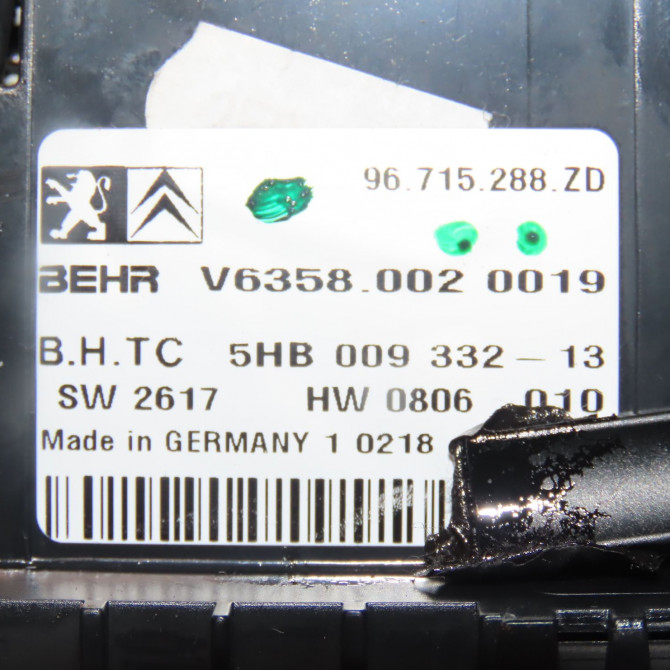 96.715.288.ZD
BEHR V6358.002 0019
B.H.TC 5HB 009 332-13
SW 2617 HW 0806 010
Made in GERMANY 1 0218